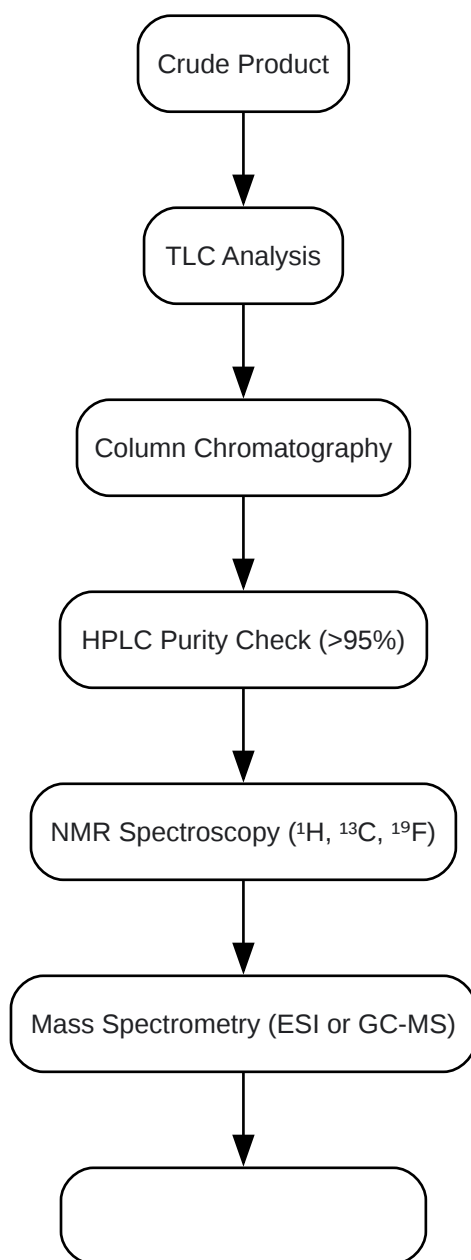 Crude Product
TLC Analysis
Column Chromatography
HPLC Purity Check (>95%)
NMR Spectroscopy (¹H, ¹³C, ¹⁹F)
Mass Spectrometry (ESI or GC-MS)